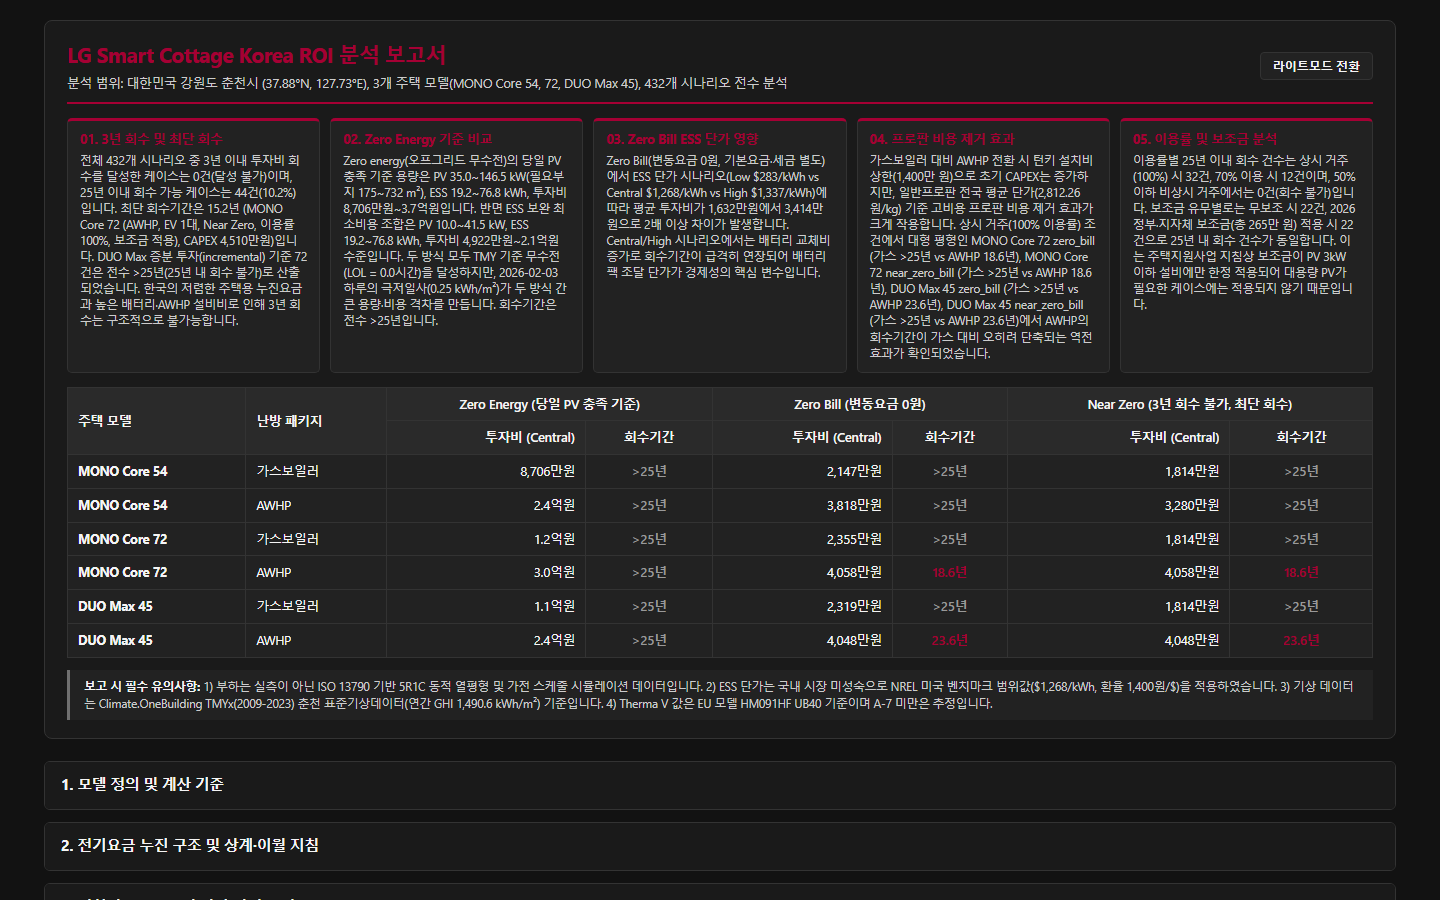 LG Smart Cottage Korea ROI 분석 보고서
분석 범위: 대한민국 강원도 춘천시 (37.88°N, 127.73°E), 3개 주택 모델(MONO Core 54, 72, DUO Max 45), 432개 시나리오 전수 분석
라이트모드 전환
01. 3년 회수 및 최단 회수
전체 432개 시나리오 중 3년 이내 투자비 회
수를 달성한 케이스는 0건(달성 불가)이며,
25년 이내 회수 가능 케이스는 44건(10.2%)
입니다. 최단 회수기간은 15.2년 (MONO
Core 72 (AWHP, EV 1대, Near Zero, 이용률
100%, 보조금 적용), CAPEX 4,510만원)입니
다. DUO Max 증분 투자(incremental) 기준 72
건은 전수 >25년(25년 내 회수 불가)로 산출
되었습니다. 한국의 저렴한 주택용 누진요금
과 높은 배터리·AWHP 설비비로 인해 3년 회
수는 구조적으로 불가능합니다.
02. Zero Energy 기준 비교
Zero energy(오프그리드 무수전)의 당일 PV
충족 기준 용량은 PV 35.0~146.5 kW(필요부
지 175~732 m²), ESS 19.2~76.8 kWh, 투자비
8,706만원~3.7억원입니다. 반면 ESS 보완 최
소비용 조합은 PV 10.0~41.5 kW, ESS
19.2~76.8 kWh, 투자비 4,922만원~2.1억원
수준입니다. 두 방식 모두 TMY 기준 무수전
(LOL = 0.0시간)을 달성하지만, 2026-02-03
하루의 극저일사(0.25 kWh/m²)가 두 방식 간
큰 용량·비용 격차를 만듭니다. 회수기간은
전수 >25년입니다.
03. Zero Bill ESS 단가 영향
Zero Bill(변동요금 0원, 기본요금·세금 별도)
에서 ESS 단가 시나리오(Low $283/kWh vs
Central $1,268/kWh vs High $1,337/kWh)에
따라 평균 투자비가 1,632만원에서 3,414만
원으로 2배 이상 차이가 발생합니다.
Central/High 시나리오에서는 배터리 교체비
증가로 회수기간이 급격히 연장되어 배터리
팩 조달 단가가 경제성의 핵심 변수입니다.
04. 프로판 비용 제거 효과
가스보일러 대비 AWHP 전환 시 턴키 설치비
상한(1,400만 원)으로 초기 CAPEX는 증가하
지만, 일반프로판 전국 평균 단가(2,812.26
원/kg) 기준 고비용 프로판 비용 제거 효과가
크게 작용합니다. 상시 거주(100% 이용률) 조
건에서 대형 평형인 MONO Core 72 zero_bill
(가스 >25년 vs AWHP 18.6년), MONO Core
72 near_zero_bill (가스 >25년 vs AWHP 18.6
년), DUO Max 45 zero_bill (가스 >25년 vs
AWHP 23.6년), DUO Max 45 near_zero_bill
(가스 >25년 vs AWHP 23.6년)에서 AWHP의
회수기간이 가스 대비 오히려 단축되는 역전
효과가 확인되었습니다.
05. 이용률 및 보조금 분석
이용률별 25년 이내 회수 건수는 상시 거주
(100%) 시 32건, 70% 이용 시 12건이며, 50%
이하 비상시 거주에서는 0건(회수 불가)입니
다. 보조금 유무별로는 무보조 시 22건, 2026
정부·지자체 보조금(총 265만 원) 적용 시 22
건으로 25년 내 회수 건수가 동일합니다. 이
는 주택지원사업 지침상 보조금이 PV 3kW
이하 설비에만 한정 적용되어 대용량 PV가
필요한 케이스에는 적용되지 않기 때문입니
다.
주택 모델 난방 패키지 Zero Energy (당일 PV 충족 기준) Zero Bill (변동요금 0원) Near Zero (3년 회수 불가, 최단 회수)
투자비 (Central) 회수기간 투자비 (Central) 회수기간 투자비 (Central) 회수기간
MONO Core 54 가스보일러 8,706만원 >25년 2,147만원 >25년 1,814만원 >25년
MONO Core 54 AWHP 2.4억원 >25년 3,818만원 >25년 3,280만원 >25년
MONO Core 72 가스보일러 1.2억원 >25년 2,355만원 >25년 1,814만원 >25년
MONO Core 72 AWHP 3.0억원 >25년 4,058만원 18.6년 4,058만원 18.6년
DUO Max 45 가스보일러 1.1억원 >25년 2,319만원 >25년 1,814만원 >25년
DUO Max 45 AWHP 2.4억원 >25년 4,048만원 23.6년 4,048만원 23.6년
보고 시 필수 유의사항: 1) 부하는 실측이 아닌 ISO 13790 기반 5R1C 동적 열평형 및 가전 스케줄 시뮬레이션 데이터입니다. 2) ESS 단가는 국내 시장 미성숙으로 NREL 미국 벤치마크 범위값($1,268/kWh, 환율 1,400원/$)을 적용하였습니다. 3) 기상 데이터
는 Climate.OneBuilding TMYx(2009-2023) 춘천 표준기상데이터(연간 GHI 1,490.6 kWh/m²) 기준입니다. 4) Therma V 값은 EU 모델 HM091HF UB40 기준이며 A-7 미만은 추정입니다.
1. 모델 정의 및 계산 기준
2. 전기요금 누진 구조 및 상계·이월 지침